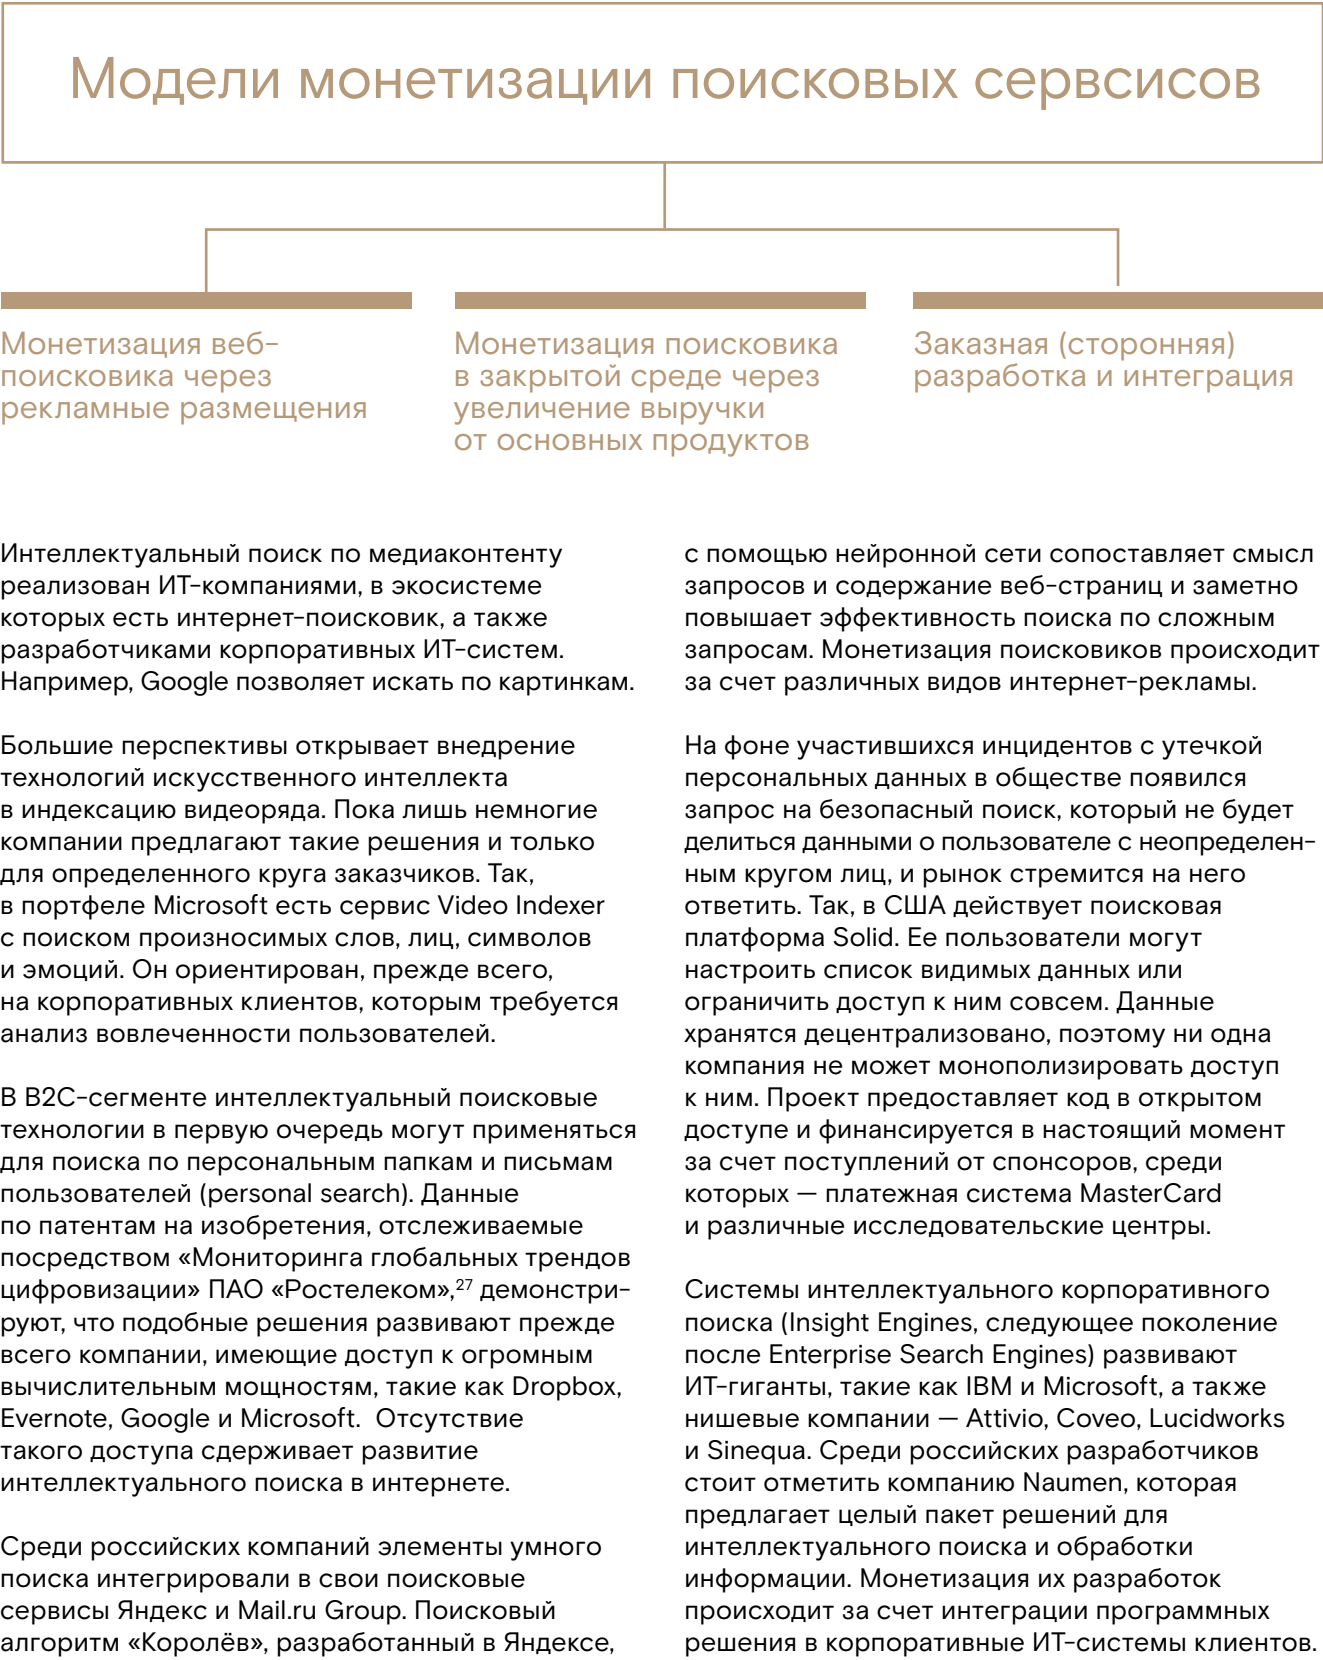 Модели монетизации поисковых сервсисов
Монетизация веб-
поисковика через
рекламные размещения
Монетизация поисковика
в закрытой среде через
увеличение выручки
от основных продуктов
Заказная (сторонняя)
разработка и интеграция
Интеллектуальный поиск по медиаконтенту
реализован ИТ-компаниями, в экосистеме
которых есть интернет-поисковик, а также
разработчиками корпоративных ИТ-систем.
Например, Google позволяет искать по картинкам.
Большие перспективы открывает внедрение
технологий искусственного интеллекта
в индексацию видеоряда. Пока лишь немногие
компании предлагают такие решения и только
для определенного круга заказчиков. Так,
в портфеле Microsoft есть сервис Video Indexer
с поиском произносимых слов, лиц, символов
и эмоций. Он ориентирован, прежде всего,
на корпоративных клиентов, которым требуется
анализ вовлеченности пользователей.
В B2C-сегменте интеллектуальный поисковые
технологии в первую очередь могут применяться
для поиска по персональным папкам и письмам
пользователей (personal search). Данные
по патентам на изобретения, отслеживаемые
посредством «Мониторинга глобальных трендов
цифровизации» ПАО «Ростелеком»,27 демонстри-
руют, что подобные решения развивают прежде
всего компании, имеющие доступ к огромным
вычислительным мощностям, такие как Dropbox,
Evernote, Google и Microsoft.  Отсутствие
такого доступа сдерживает развитие
интеллектуального поиска в интернете.
Среди российских компаний элементы умного
поиска интегрировали в свои поисковые
сервисы Яндекс и Mail.ru Group. Поисковый
алгоритм «Королёв», разработанный в Яндексе,
с помощью нейронной сети сопоставляет смысл
запросов и содержание веб-страниц и заметно
повышает эффективность поиска по сложным
запросам. Монетизация поисковиков происходит
за счет различных видов интернет-рекламы.
На фоне участившихся инцидентов с утечкой
персональных данных в обществе появился
запрос на безопасный поиск, который не будет
делиться данными о пользователе с неопределен-
ным кругом лиц, и рынок стремится на него
ответить. Так, в США действует поисковая
платформа Solid. Ее пользователи могут
настроить список видимых данных или
ограничить доступ к ним совсем. Данные
хранятся децентрализовано, поэтому ни одна
компания не может монополизировать доступ
к ним. Проект предоставляет код в открытом
доступе и финансируется в настоящий момент
за счет поступлений от спонсоров, среди
которых — платежная система MasterCard
и различные исследовательские центры.
Системы интеллектуального корпоративного
поиска (Insight Engines, следующее поколение
после Enterprise Search Engines) развивают
ИТ-гиганты, такие как IBM и Microsoft, а также
нишевые компании — Attivio, Coveo, Lucidworks
и Sinequa. Среди российских разработчиков
стоит отметить компанию Naumen, которая
предлагает целый пакет решений для
интеллектуального поиска и обработки
информации. Монетизация их разработок
происходит за счет интеграции программных
решения в корпоративные ИТ-системы клиентов.